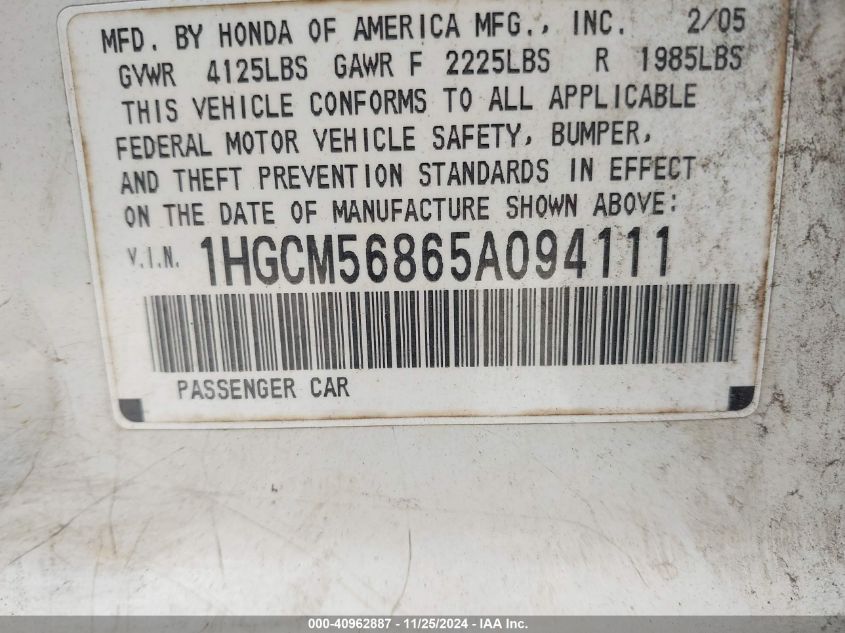 MFD. BY HONDA OF AMERICA MFG., INC. 2/05
GVWR 4125LBS GAWR F 2225LBS R 1985LBS
THIS VEHICLE CONFORMS TO ALL APPLICABLE
FEDERAL MOTOR VEHICLE SAFETY, BUMPER,
AND THEFT PREVENTION STANDARDS IN EFFECT
ON THE DATE OF MANUFACTURE SHOWN ABOVE:
V.I.N. 1HGCM56865A094111
PASSENGER CAR
000-40962887 - 11/25/2024 - IAA Inc.